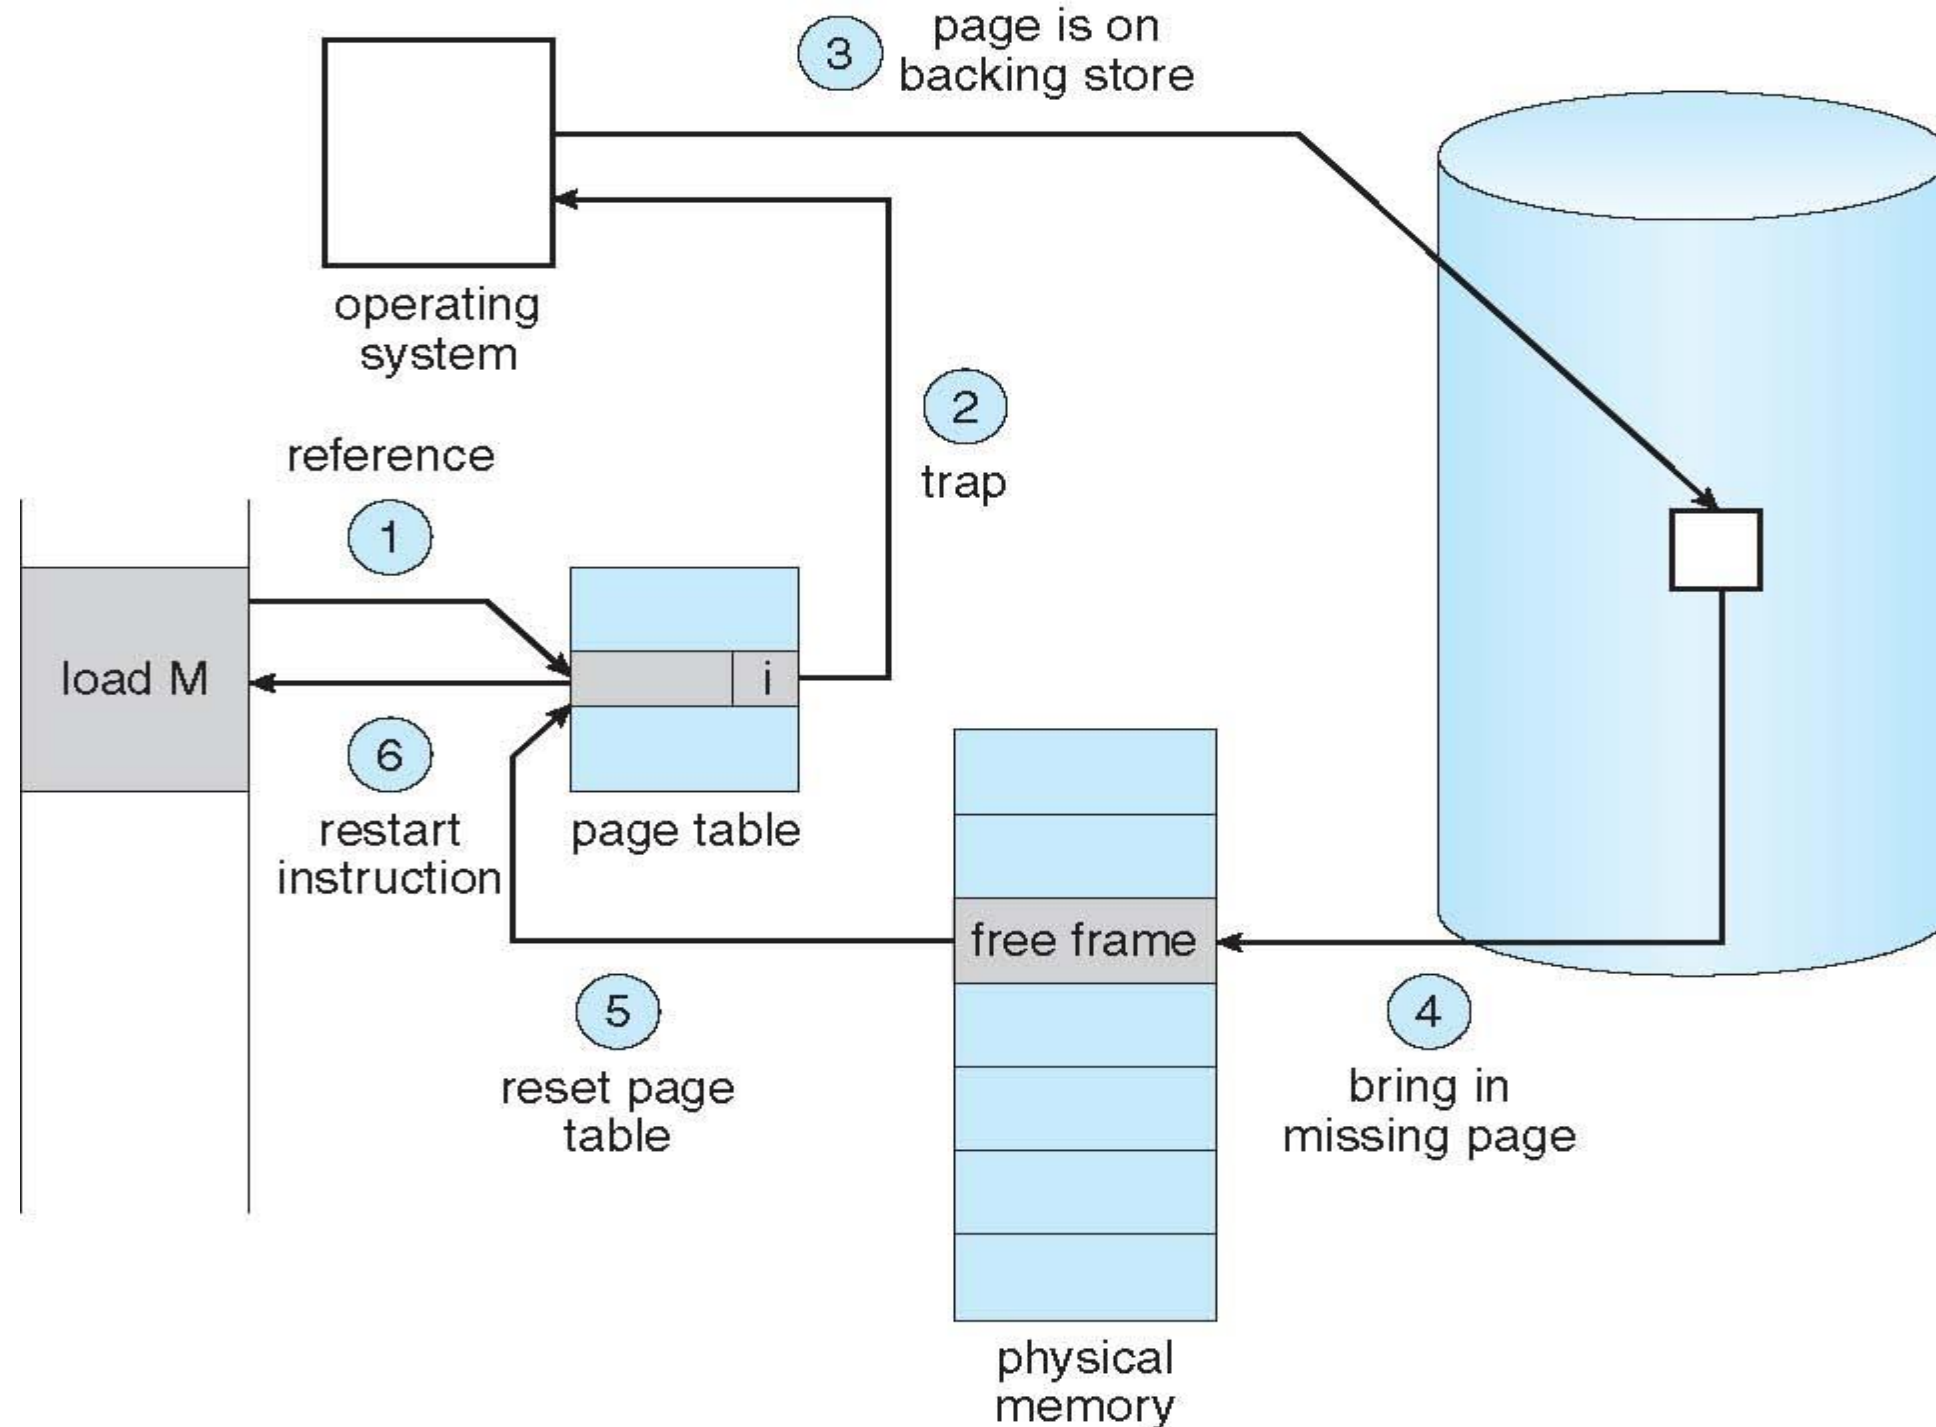 3
page is on
backing store
operating
system
2
trap
reference
1
load M
i
6
restart
instruction
page table
free frame
5
reset page
table
4
bring in
missing page
physical
memory